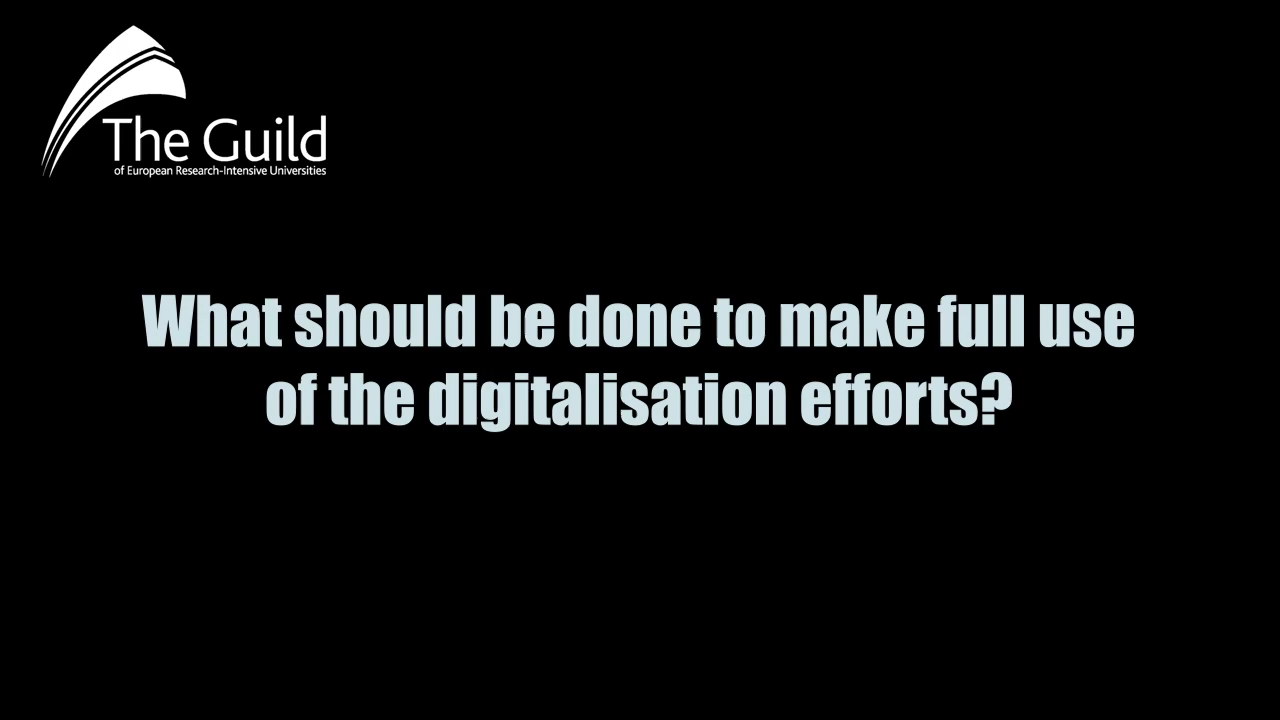 The Guild
of European Research-Intensive Universities
What should be done to make full use
of the digitalisation efforts?